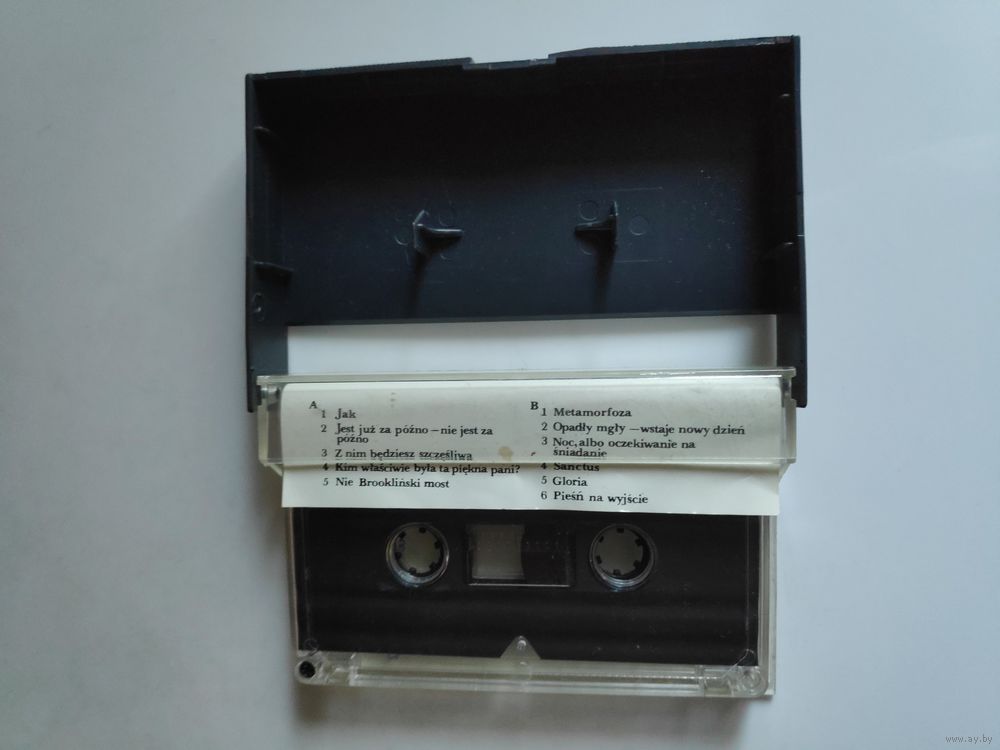 A
1 Jak
2 Jest już za późno — nie jest za
późno
3 Z nim będziesz szczęśliwa
4 Kim właściwie była ta piękna pani?
5 Nie Brookliński most
B
1 Metamorfoza
2 Opadły mgły — wstaje nowy dzień
3 Noc, albo oczekiwanie na
śniadanie
4 Sanctus
5 Gloria
6 Pieśń na wyjście
www.ay.by